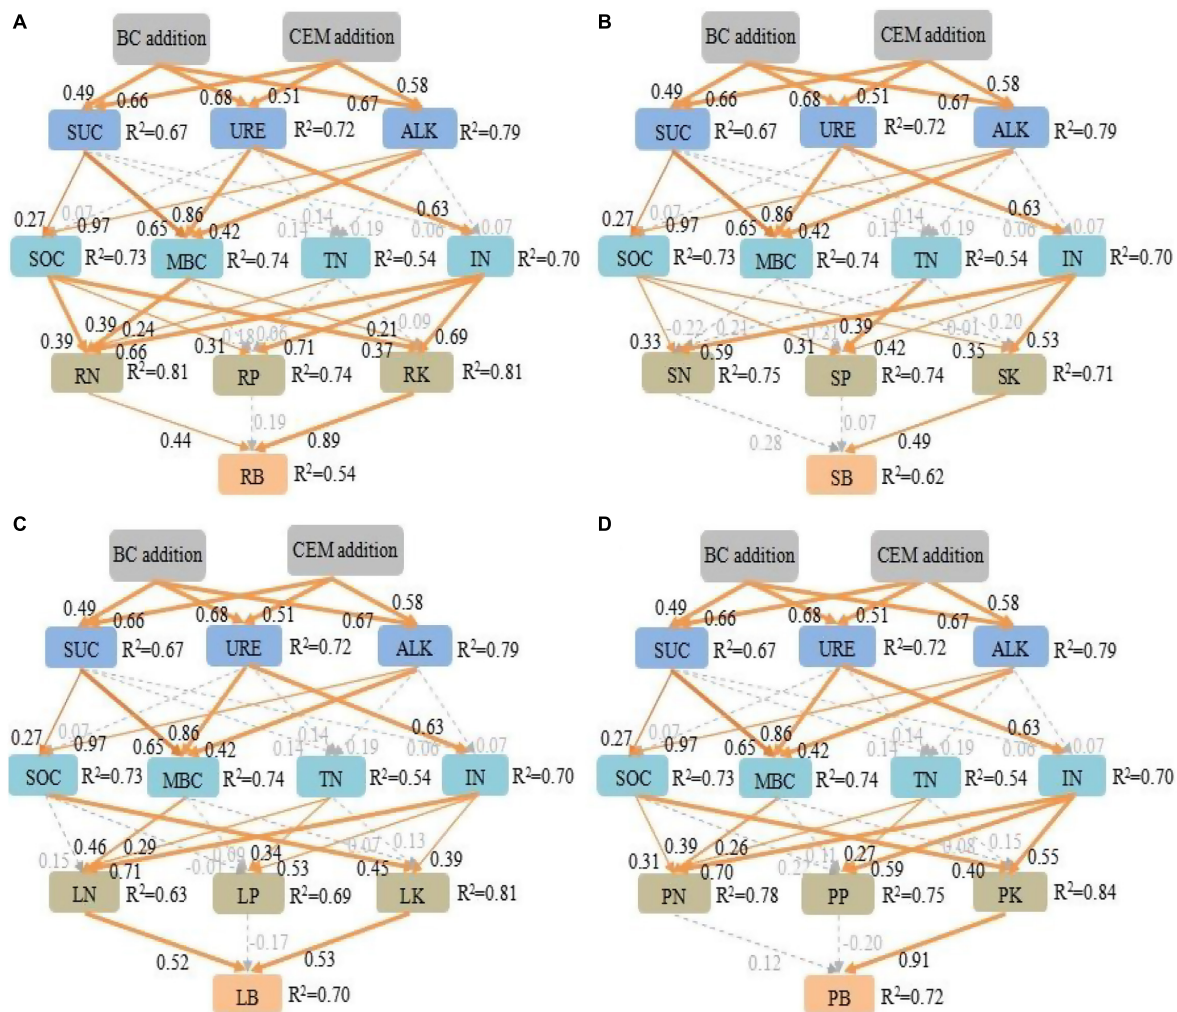 A
BC addition
CEM addition
0.49
0.66
0.68
0.51
0.67
0.58
SUC
R²=0.67
URE
R²=0.72
ALK
R²=0.79
0.27
0.07
0.97
0.65
0.86
0.42
0.14
0.14
0.19
0.06
0.63
0.07
SOC
R²=0.73
MBC
R²=0.74
TN
R²=0.54
IN
R²=0.70
0.39
0.39
0.66
0.24
0.31
0.18
0.06
0.71
0.21
0.37
0.09
0.69
RN
R²=0.81
RP
R²=0.74
RK
R²=0.81
0.44
0.19
0.89
RB
R²=0.54
B
BC addition
CEM addition
0.49
0.66
0.68
0.51
0.67
0.58
SUC
R²=0.67
URE
R²=0.72
ALK
R²=0.79
0.27
0.07
0.97
0.65
0.86
0.42
0.14
0.14
0.19
0.06
0.63
0.07
SOC
R²=0.73
MBC
R²=0.74
TN
R²=0.54
IN
R²=0.70
0.33
-0.22
0.59
0.21
0.31
-0.21
0.39
0.42
-0.01
0.35
0.20
0.53
SN
R²=0.75
SP
R²=0.74
SK
R²=0.71
0.28
0.07
0.49
SB
R²=0.62
C
BC addition
CEM addition
0.49
0.66
0.68
0.51
0.67
0.58
SUC
R²=0.67
URE
R²=0.72
ALK
R²=0.79
0.27
0.07
0.97
0.65
0.86
0.42
0.14
0.14
0.19
0.06
0.63
0.07
SOC
R²=0.73
MBC
R²=0.74
TN
R²=0.54
IN
R²=0.70
0.15
0.46
0.71
0.29
-0.01
0.34
0.53
0.07
0.45
0.13
0.39
LN
R²=0.63
LP
R²=0.69
LK
R²=0.81
0.52
-0.17
0.53
LB
R²=0.70
D
BC addition
CEM addition
0.49
0.66
0.68
0.51
0.67
0.58
SUC
R²=0.67
URE
R²=0.72
ALK
R²=0.79
0.27
0.07
0.97
0.65
0.86
0.42
0.14
0.14
0.19
0.06
0.63
0.07
SOC
R²=0.73
MBC
R²=0.74
TN
R²=0.54
IN
R²=0.70
0.31
0.39
0.70
0.26
0.27
0.59
0.08
0.40
0.15
0.55
PN
R²=0.78
PP
R²=0.75
PK
R²=0.84
0.12
-0.20
0.91
PB
R²=0.72